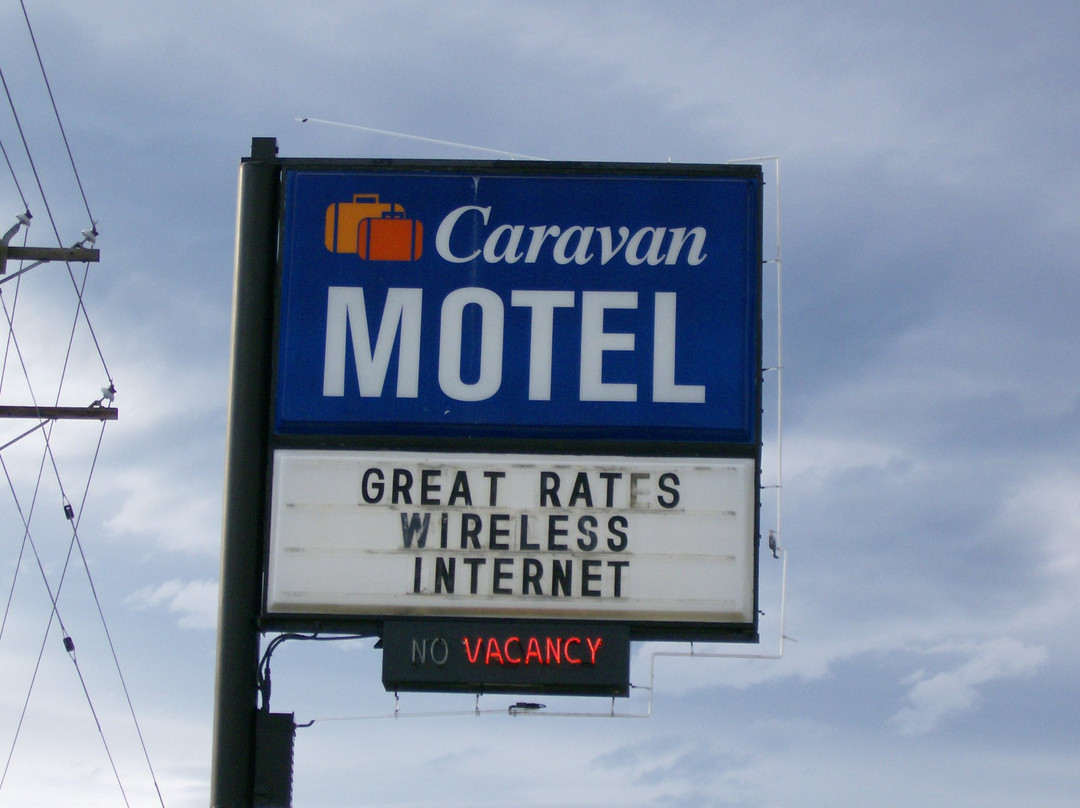 Caravan
MOTEL
GREAT RATES
WIRELESS
INTERNET
NO VACANCY